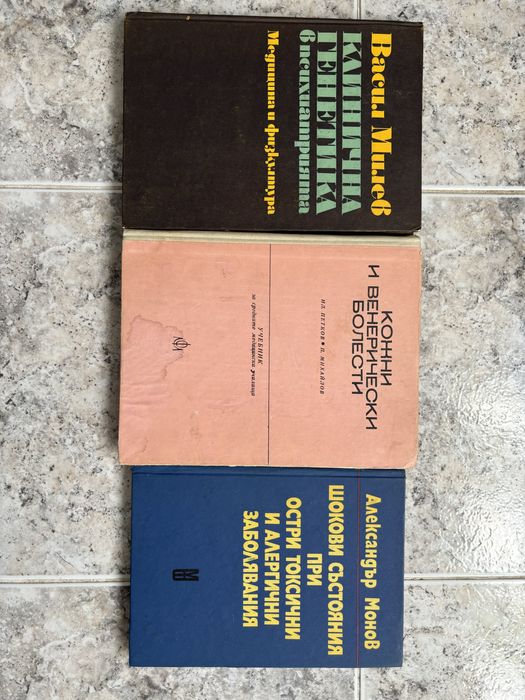 Васил Милев
КЛИНИЧНА
ГЕНЕТИКА
в психиатрията
Медицина и физкултура
КОЖНИ
И ВЕНЕРИЧЕСКИ
БОЛЕСТИ
ИЛ. ПЕТКОВ • П. МИХАЙЛОВ
УЧЕБНИК
за средните медицински училища
Александър Монов
ШОКОВИ СЪСТОЯНИЯ
ПРИ
ОСТРИ ТОКСИЧНИ
И АЛЕРГИЧНИ
ЗАБОЛЯВАНИЯ